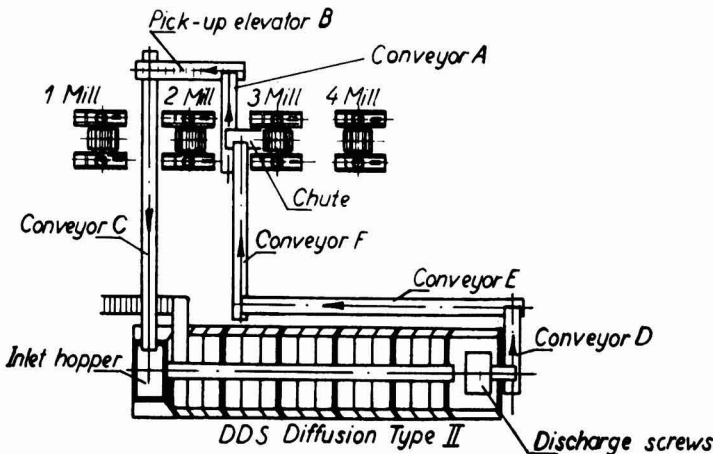 Pick-up elevator B
Conveyor A
1 Mill
2 Mill
3 Mill
4 Mill
Chute
Conveyor C
Conveyor F
Conveyor E
Conveyor D
Inlet hopper
DDS Diffusion Type II
Discharge screws